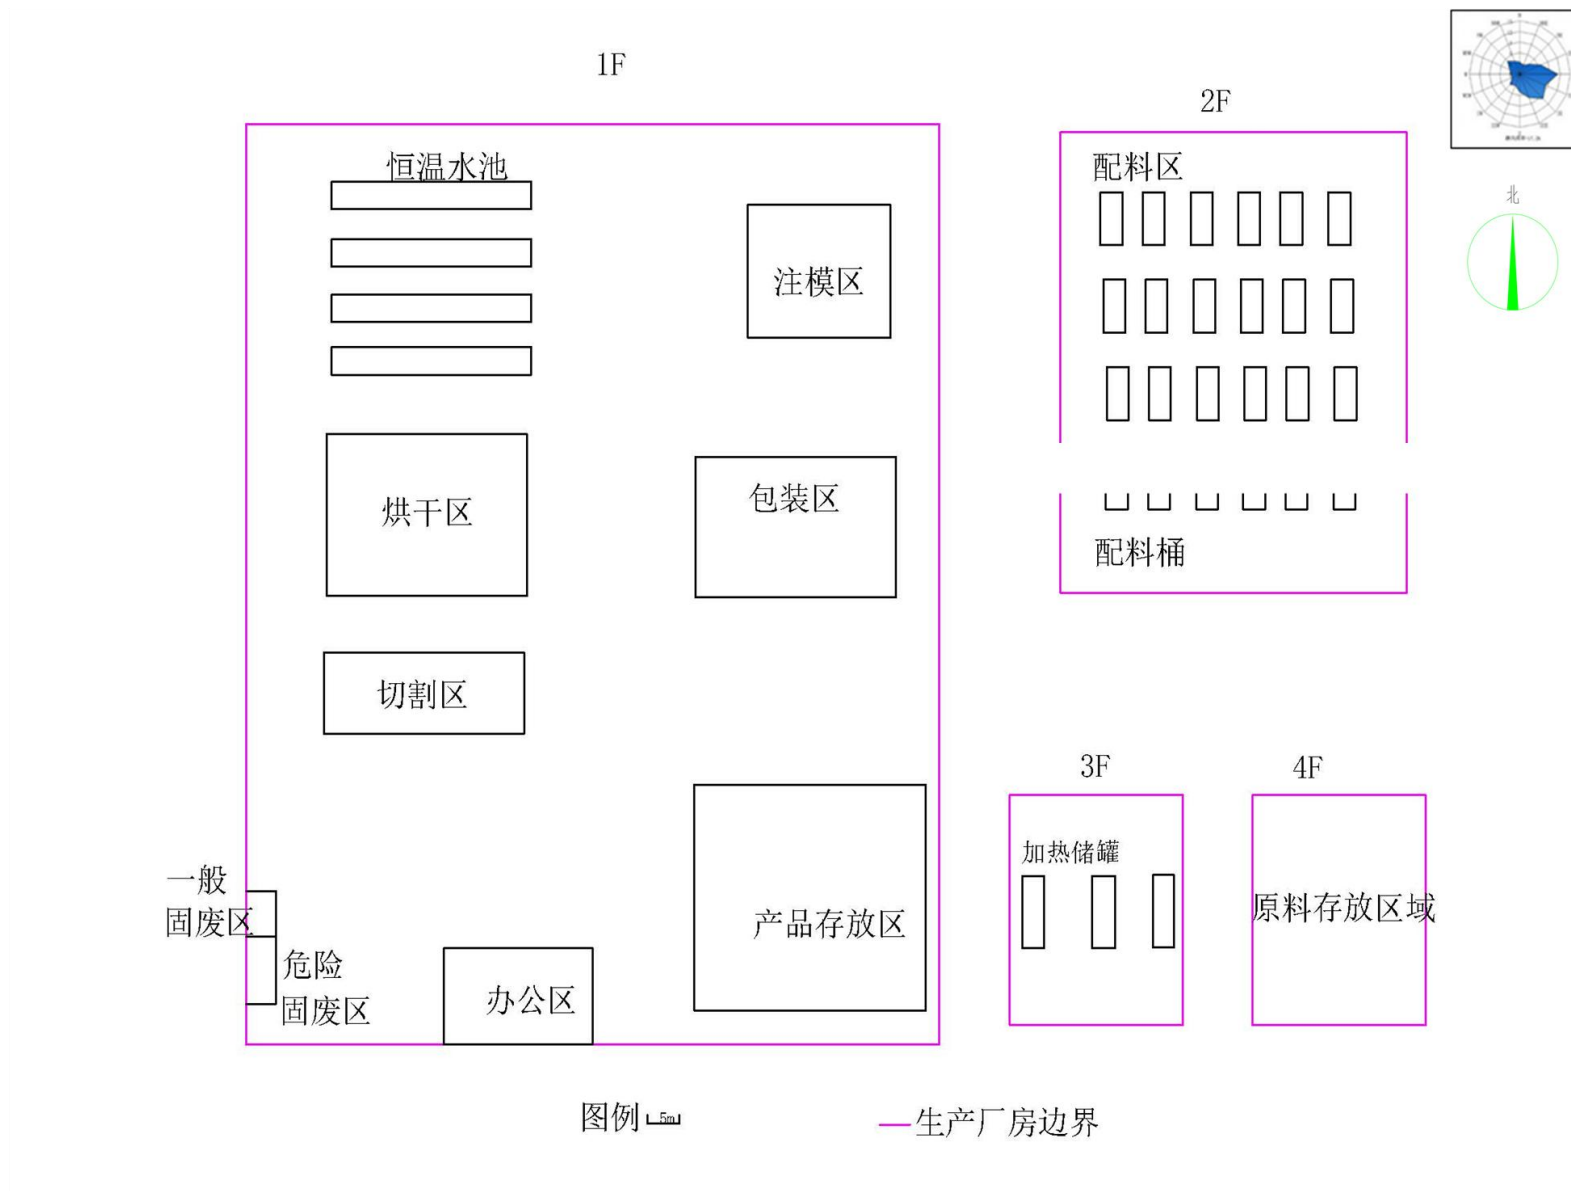 1F
2F
北
恒温水池
注模区
配料区
烘干区
包装区
配料桶
切割区
3F
4F
加热储罐
一般
固废区
危险
固废区
办公区
产品存放区
原料存放区域
图例 5m
生产厂房边界